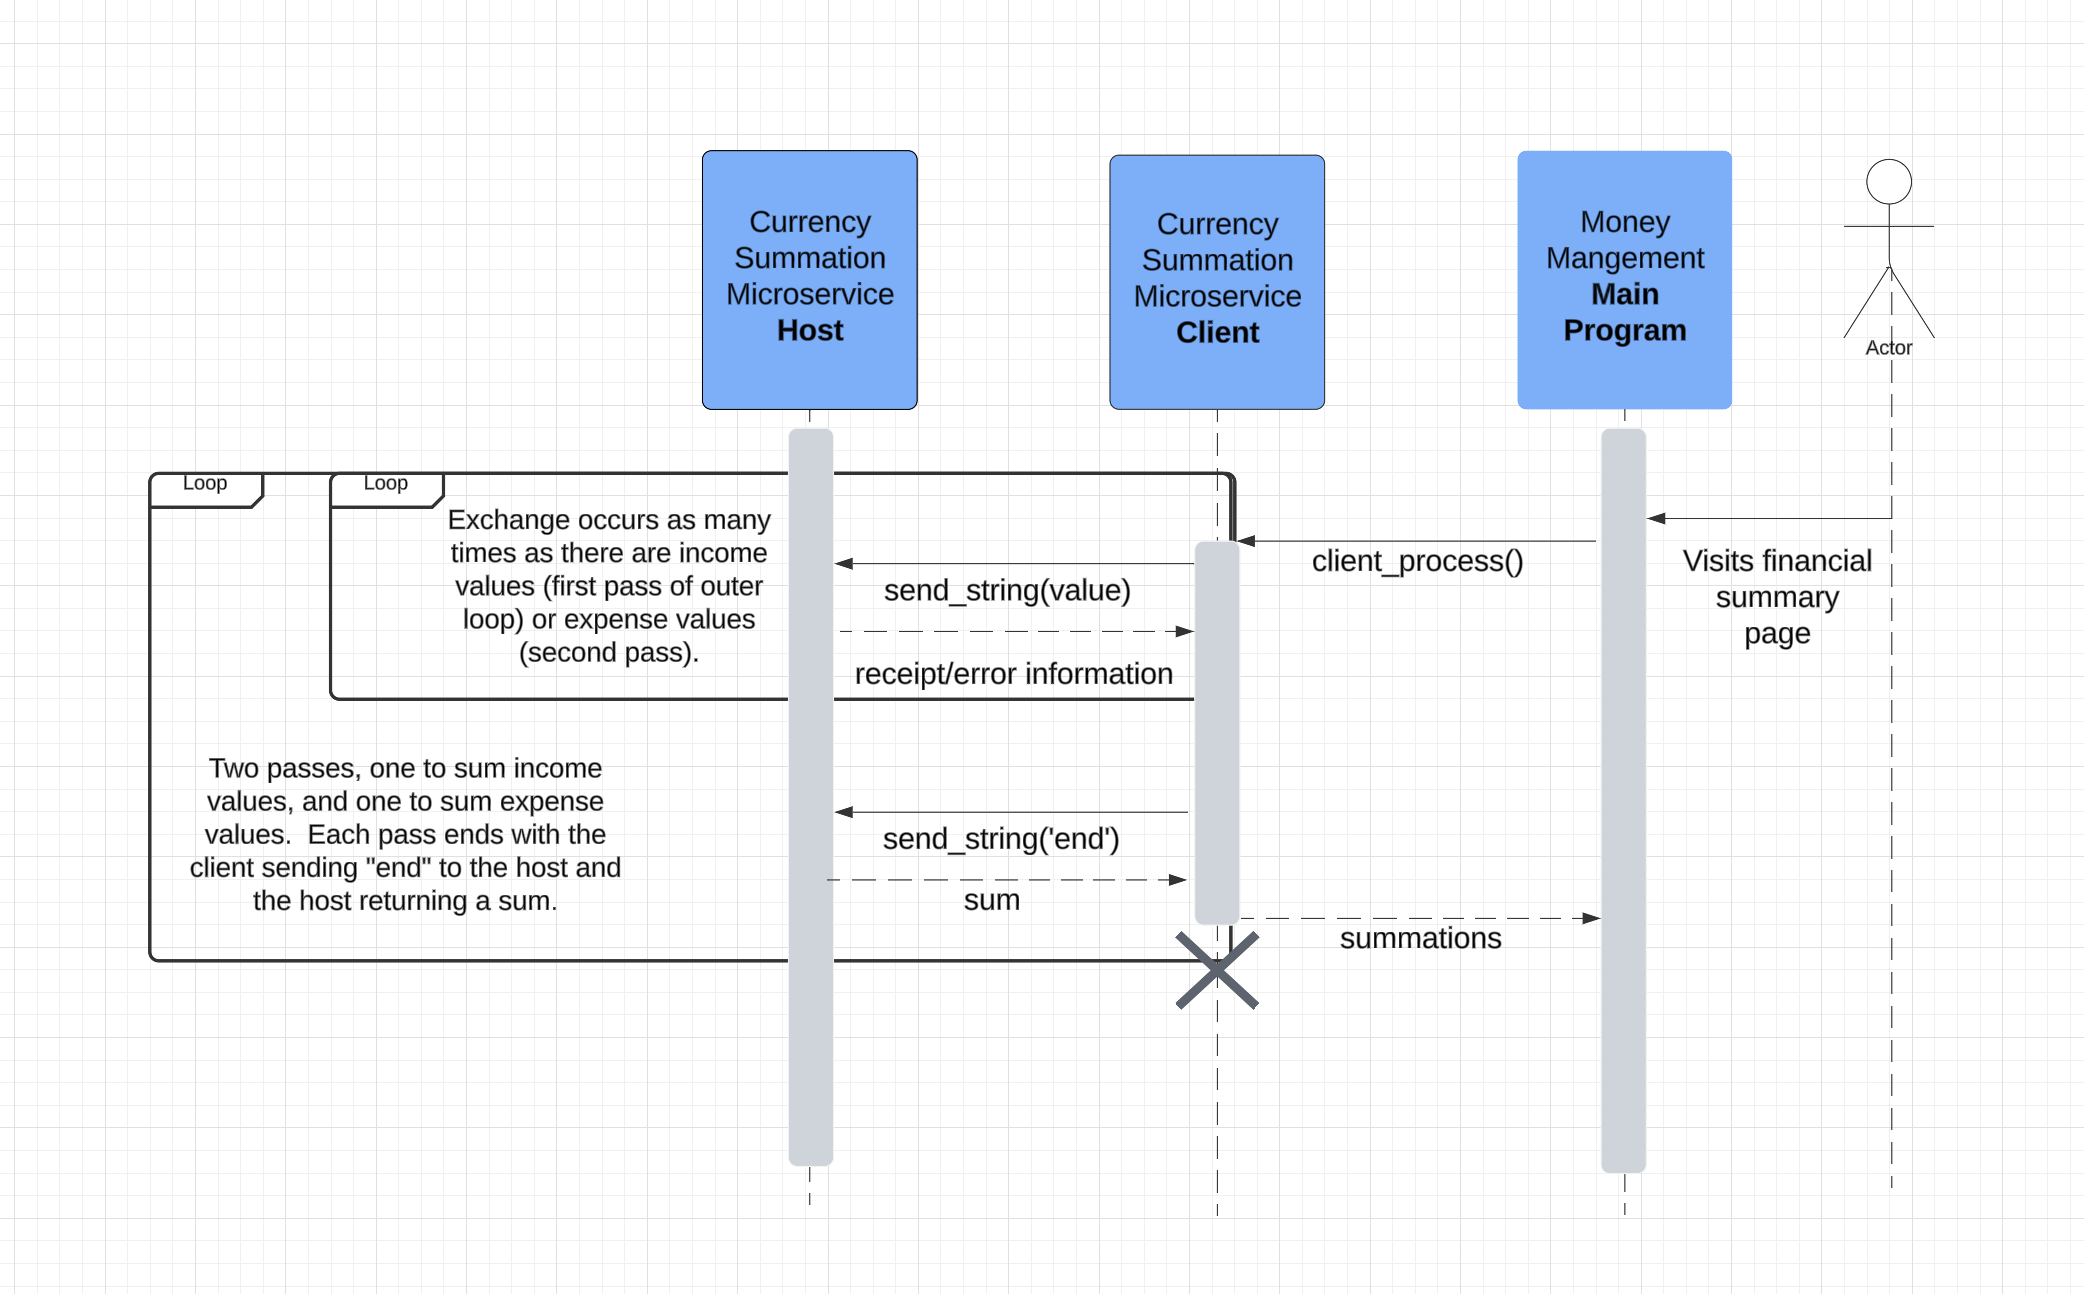 Currency
Summation
Microservice
Host
Currency
Summation
Microservice
Client
Money
Mangement
Main
Program
Actor
Loop
Loop
Exchange occurs as many
times as there are income
values (first pass of outer
loop) or expense values
(second pass).
send_string(value)
receipt/error information
client_process()
Visits financial
summary
page
Two passes, one to sum income
values, and one to sum expense
values.  Each pass ends with the
client sending "end" to the host and
the host returning a sum.
send_string('end')
sum
summations